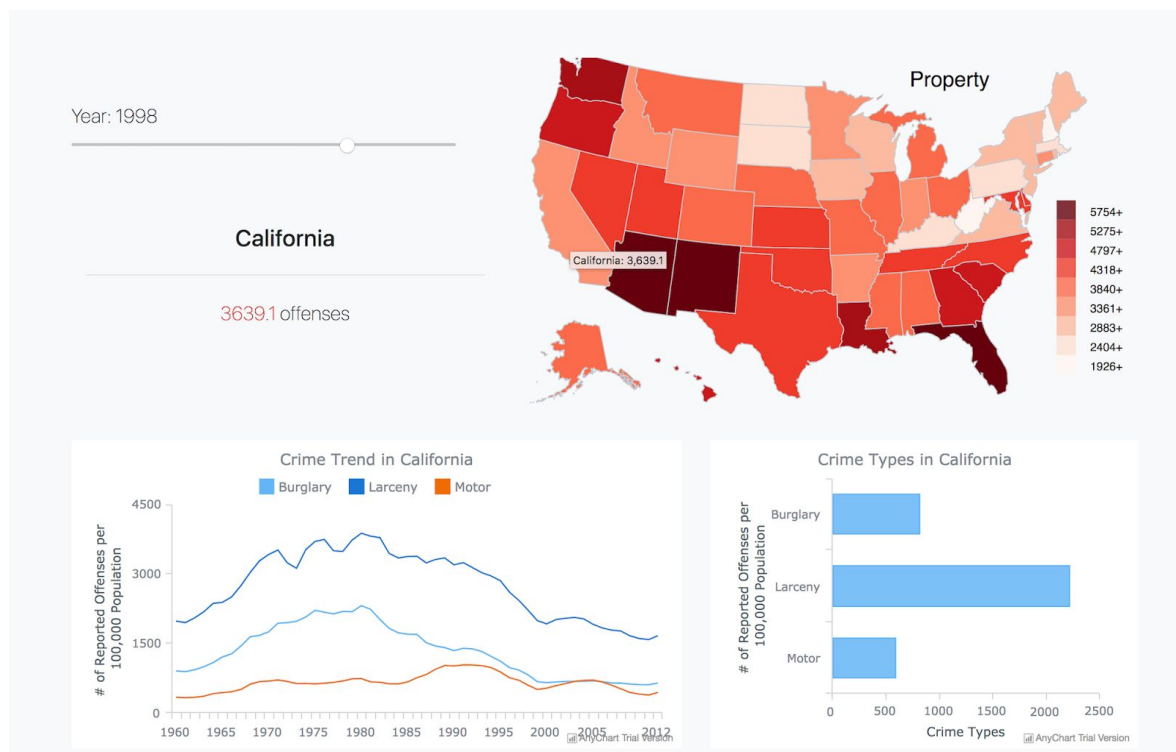 Year: 1998
California
3639.1 offenses
Property
California: 3,639.1
5754+
5275+
4797+
4318+
3840+
3361+
2883+
2404+
1926+
Crime Trend in California
Burglary Larceny Motor
# of Reported Offenses per
100,000 Population
4500
3000
1500
0
1960 1965 1970 1975 1980 1985 1990 1995 2000 2005 2012
AnyChart Trial Version
Crime Types in California
# of Reported Offenses per
100,000 Population
Burglary
Larceny
Motor
0 500 1000 1500 2000 2500
Crime Types
AnyChart Trial Version